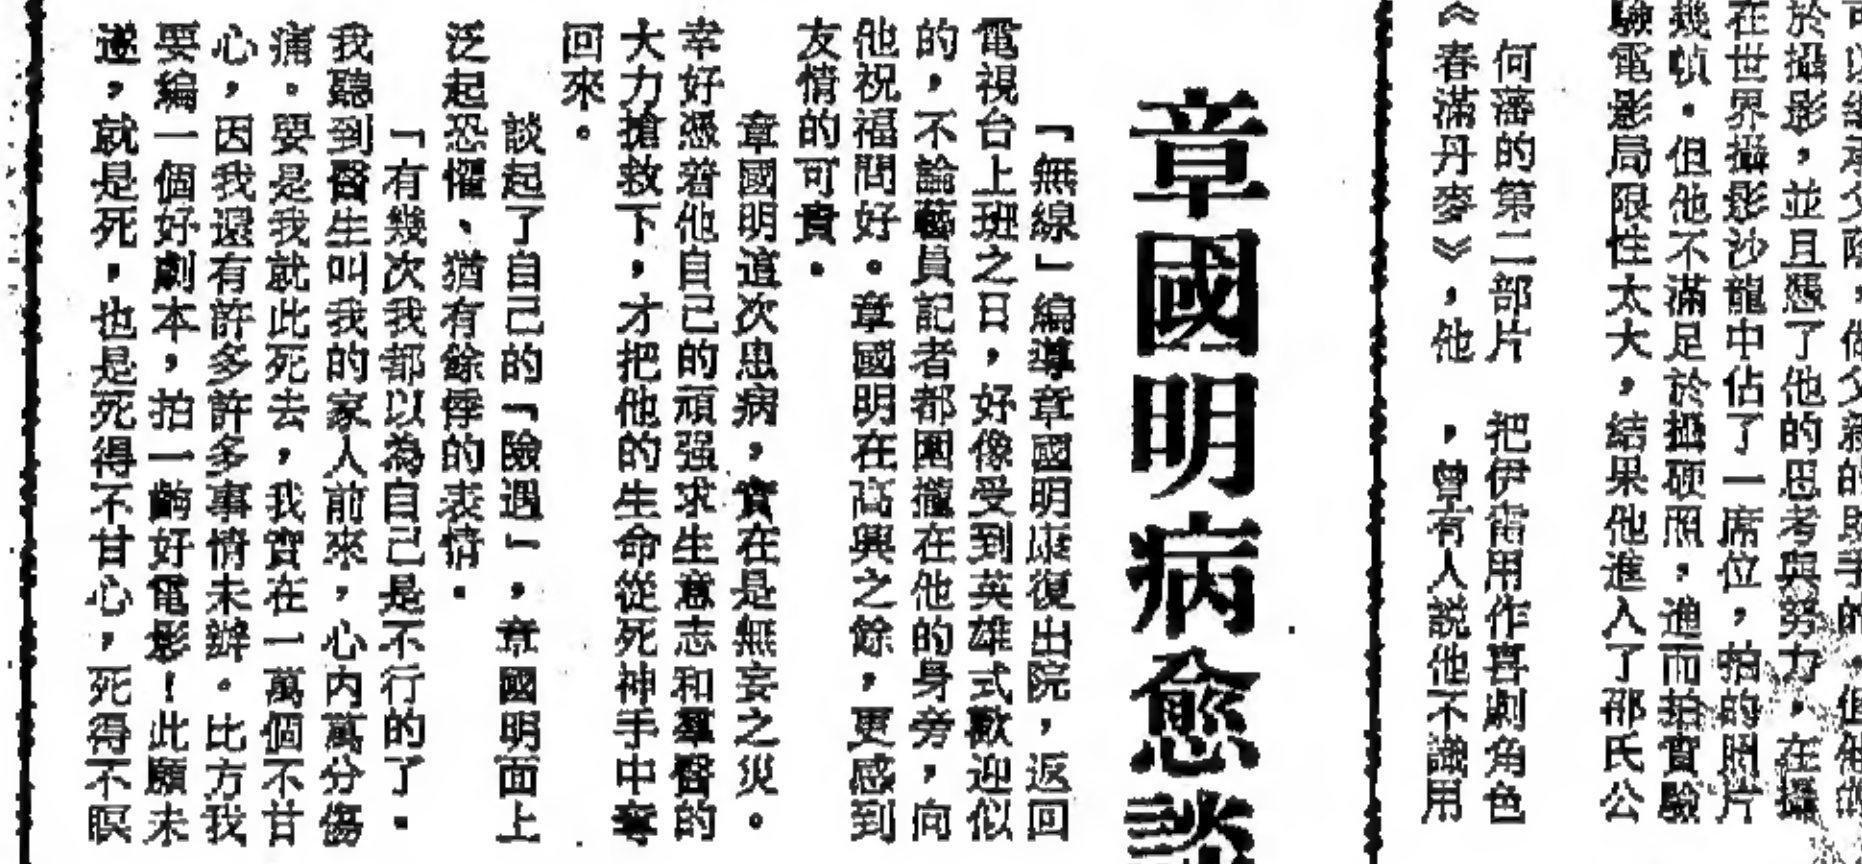 於攝影，並且憑了他的思考與努力，在攝
在世界攝影沙龍中佔了一席位，拍的照片
幾幀。但他不滿足於攝硕照，進而拍實驗
驗電影局限性太大，結果他進入了邵氏公
何藩的第二部片　把伊雷用作喜劇角色
《春滿丹麥》，他　，曾有人説他不識用
章國明病愈談
「無線」編導章國明康復出院，返回
電視台上班之日，好像受到英雄式歡迎似
的，不論藝員記者都圍攏在他的身旁，向
他祝福問好。章國明在高興之餘，更感到
友情的可貴。
章國明這次患病，實在是無妄之災。
幸好憑着他自己的頑强求生意志和羣醫的
大力搶救下，才把他的生命從死神手中奪
回來。
談起了自己的「險遇」，章國明面上
泛起恐懼、猶有餘悸的表情。
「有幾次我都以為自己是不行的了。
我聽到醫生叫我的家人前來，心內萬分傷
痛。要是我就此死去，我實在一萬個不甘
心，因我還有許多許多事情未辦。比方我
要編一個好劇本，拍一齣好電影！此願未
遂，就是死，也是死得不甘心，死得不瞑